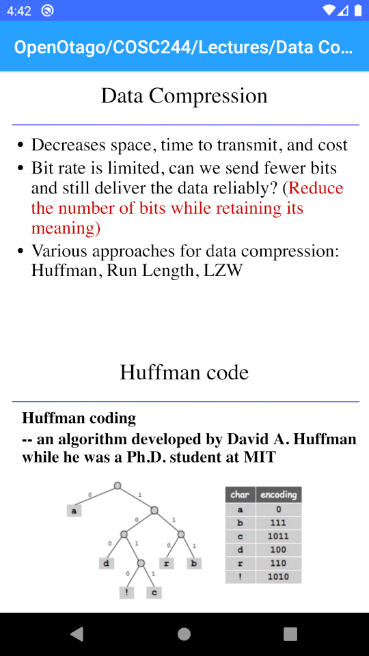 4:42
OpenOtago/COSC244/Lectures/Data Co...
Data Compression
• Decreases space, time to transmit, and cost
• Bit rate is limited, can we send fewer bits
and still deliver the data reliably? (Reduce
the number of bits while retaining its
meaning)
• Various approaches for data compression:
Huffman, Run Length, LZW
Huffman code
Huffman coding
-- an algorithm developed by David A. Huffman
while he was a Ph.D. student at MIT
0 1
a
0 1
0 1 0 1
d r b
0 1
! c
char encoding
a 0
b 111
c 1011
d 100
r 110
! 1010